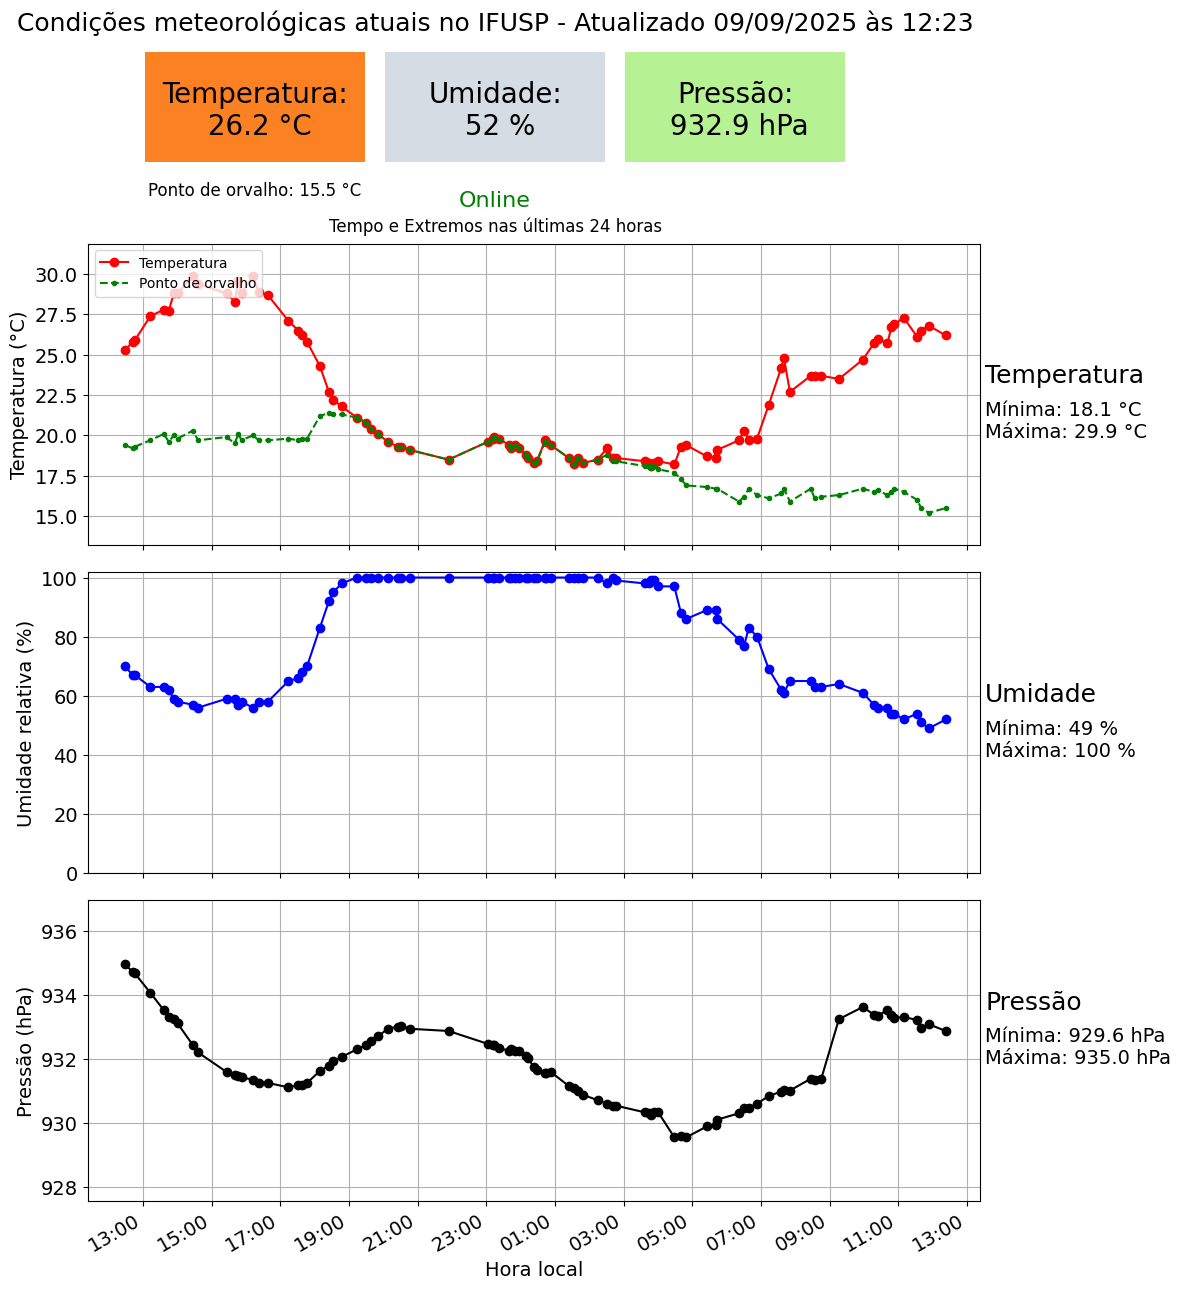 Condições meteorológicas atuais no IFUSP - Atualizado 09/09/2025 às 12:23
Temperatura:
26.2 °C
Umidade:
52 %
Pressão:
932.9 hPa
Ponto de orvalho: 15.5 °C
Online
Tempo e Extremos nas últimas 24 horas
Temperatura
Ponto de orvalho
Temperatura (°C)
30.0
27.5
25.0
22.5
20.0
17.5
15.0
Temperatura
Mínima: 18.1 °C
Máxima: 29.9 °C
Umidade relativa (%)
100
80
60
40
20
0
Umidade
Mínima: 49 %
Máxima: 100 %
Pressão (hPa)
936
934
932
930
928
Pressão
Mínima: 929.6 hPa
Máxima: 935.0 hPa
13:00
15:00
17:00
19:00
21:00
23:00
01:00
03:00
05:00
07:00
09:00
11:00
13:00
Hora local